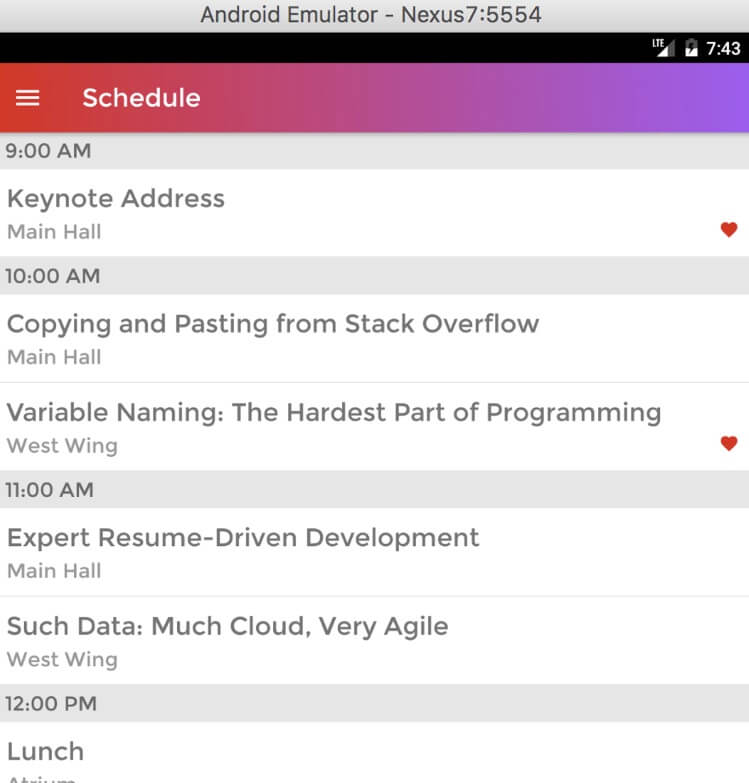 Android Emulator - Nexus7:5554
LTE 7:43
Schedule
9:00 AM
Keynote Address
Main Hall
10:00 AM
Copying and Pasting from Stack Overflow
Main Hall
Variable Naming: The Hardest Part of Programming
West Wing
11:00 AM
Expert Resume-Driven Development
Main Hall
Such Data: Much Cloud, Very Agile
West Wing
12:00 PM
Lunch
Atrium